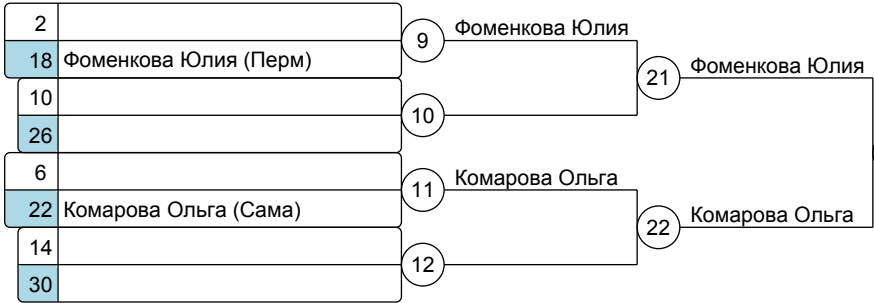 2
18 Фоменкова Юлия (Перм)
9 Фоменкова Юлия
10
26
10
21 Фоменкова Юлия
6
22 Комарова Ольга (Сама)
11 Комарова Ольга
14
30
12
22 Комарова Ольга